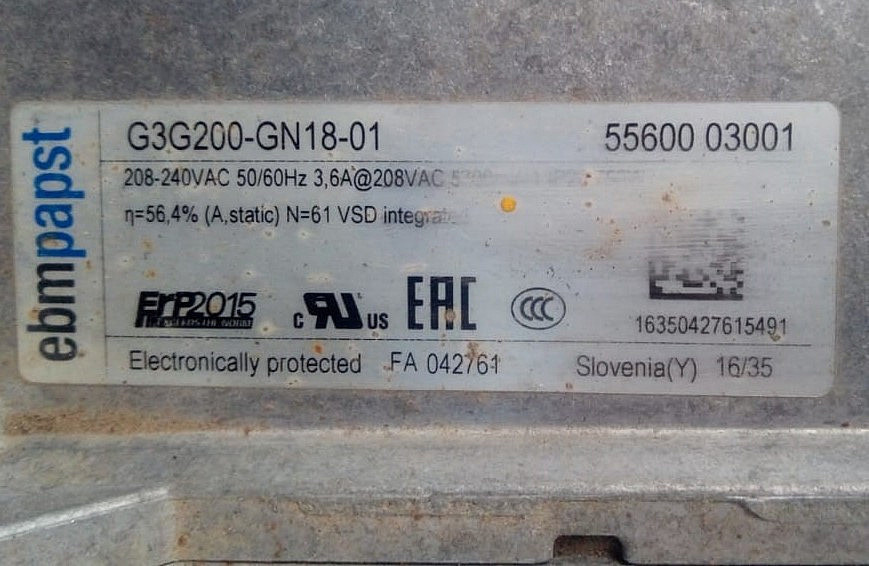 ebmpapst
G3G200-GN18-01 55600 03001
208-240VAC 50/60Hz 3,6A@208VAC
η=56,4% (A,static) N=61 VSD integrated
ErP2015 c RU US EAC CCC
16350427615491
Electronically protected FA 042761 Slovenia(Y) 16/35